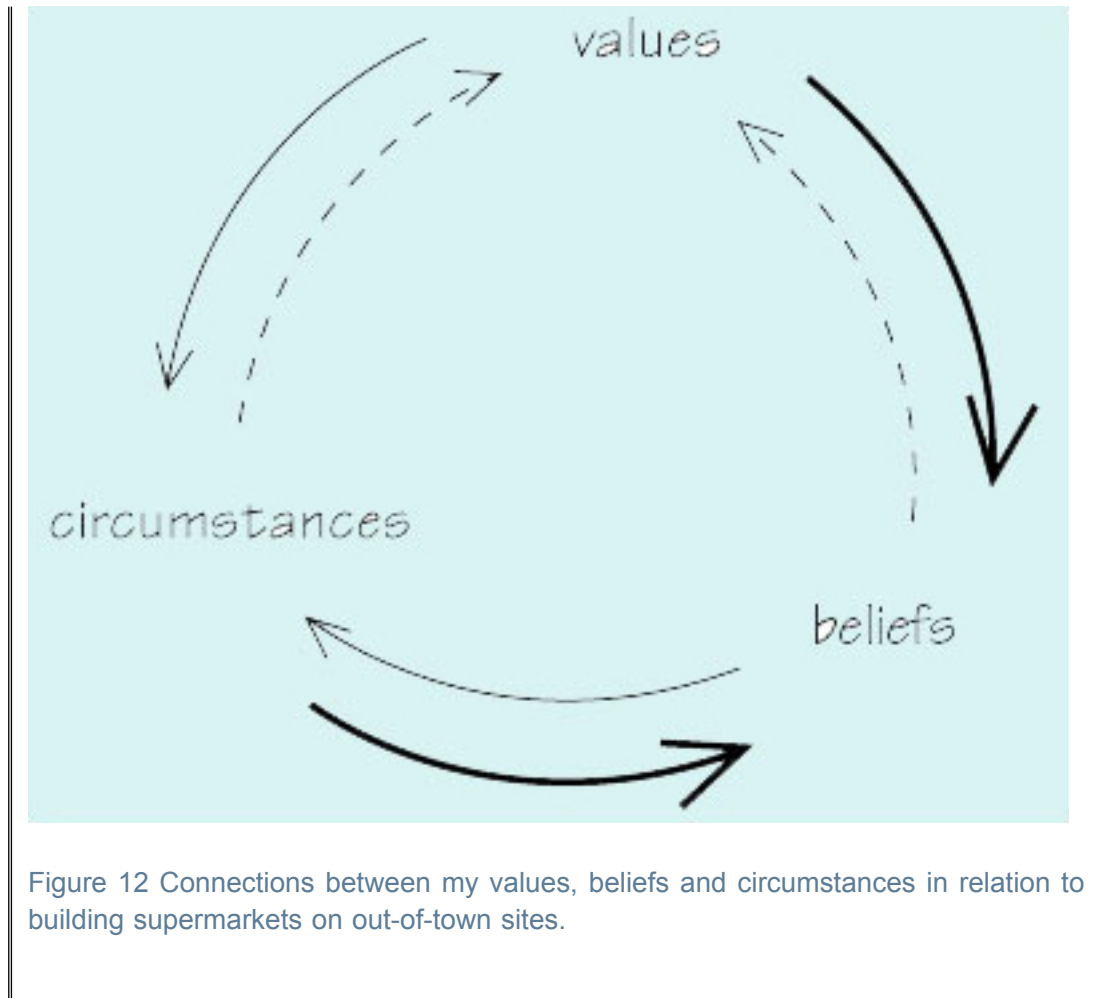 values
circumstances
beliefs
Figure 12 Connections between my values, beliefs and circumstances in relation to
building supermarkets on out-of-town sites.